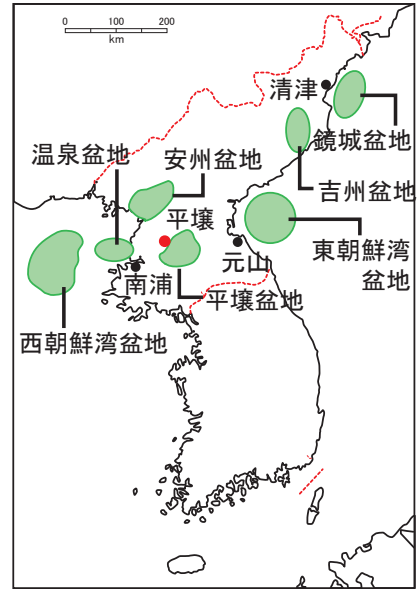 0 100 200
km
清津
鏡城盆地
温泉盆地
安州盆地
吉州盆地
平壌
東朝鮮湾
盆地
元山
南浦
平壌盆地
西朝鮮湾盆地